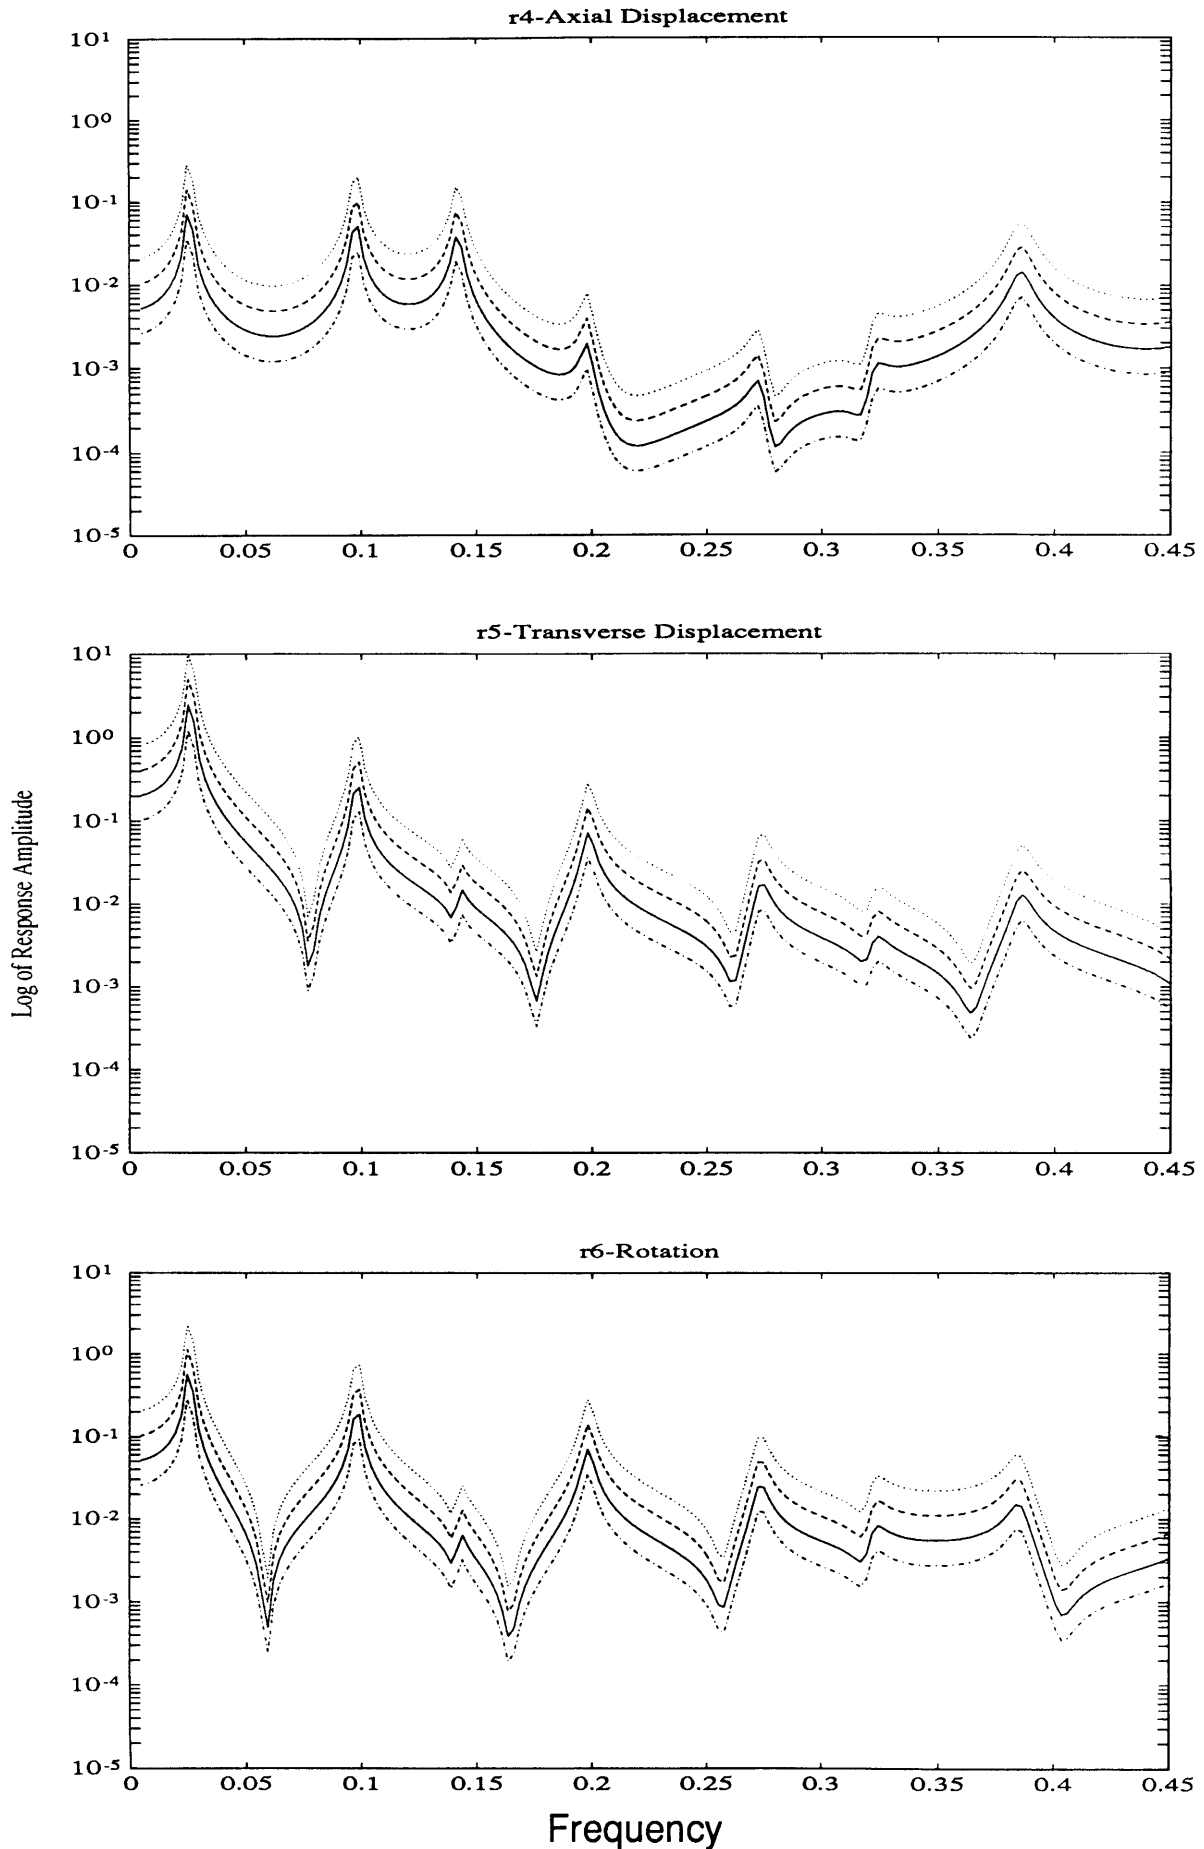 r4-Axial Displacement
10¹
10⁰
10⁻¹
10⁻²
10⁻³
10⁻⁴
10⁻⁵
0 0.05 0.1 0.15 0.2 0.25 0.3 0.35 0.4 0.45
r5-Transverse Displacement
10¹
10⁰
10⁻¹
10⁻²
10⁻³
10⁻⁴
10⁻⁵
0 0.05 0.1 0.15 0.2 0.25 0.3 0.35 0.4 0.45
Log of Response Amplitude
r6-Rotation
10¹
10⁰
10⁻¹
10⁻²
10⁻³
10⁻⁴
10⁻⁵
0 0.05 0.1 0.15 0.2 0.25 0.3 0.35 0.4 0.45
Frequency